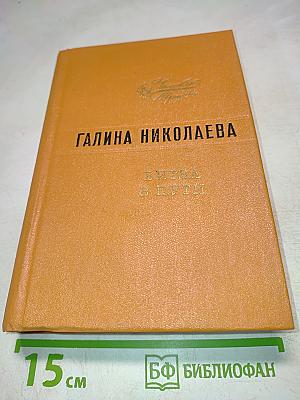 ГАЛИНА НИКОЛАЕВА
БИТВА
В ПУТИ
15 см
БФ БИБЛИОФАН